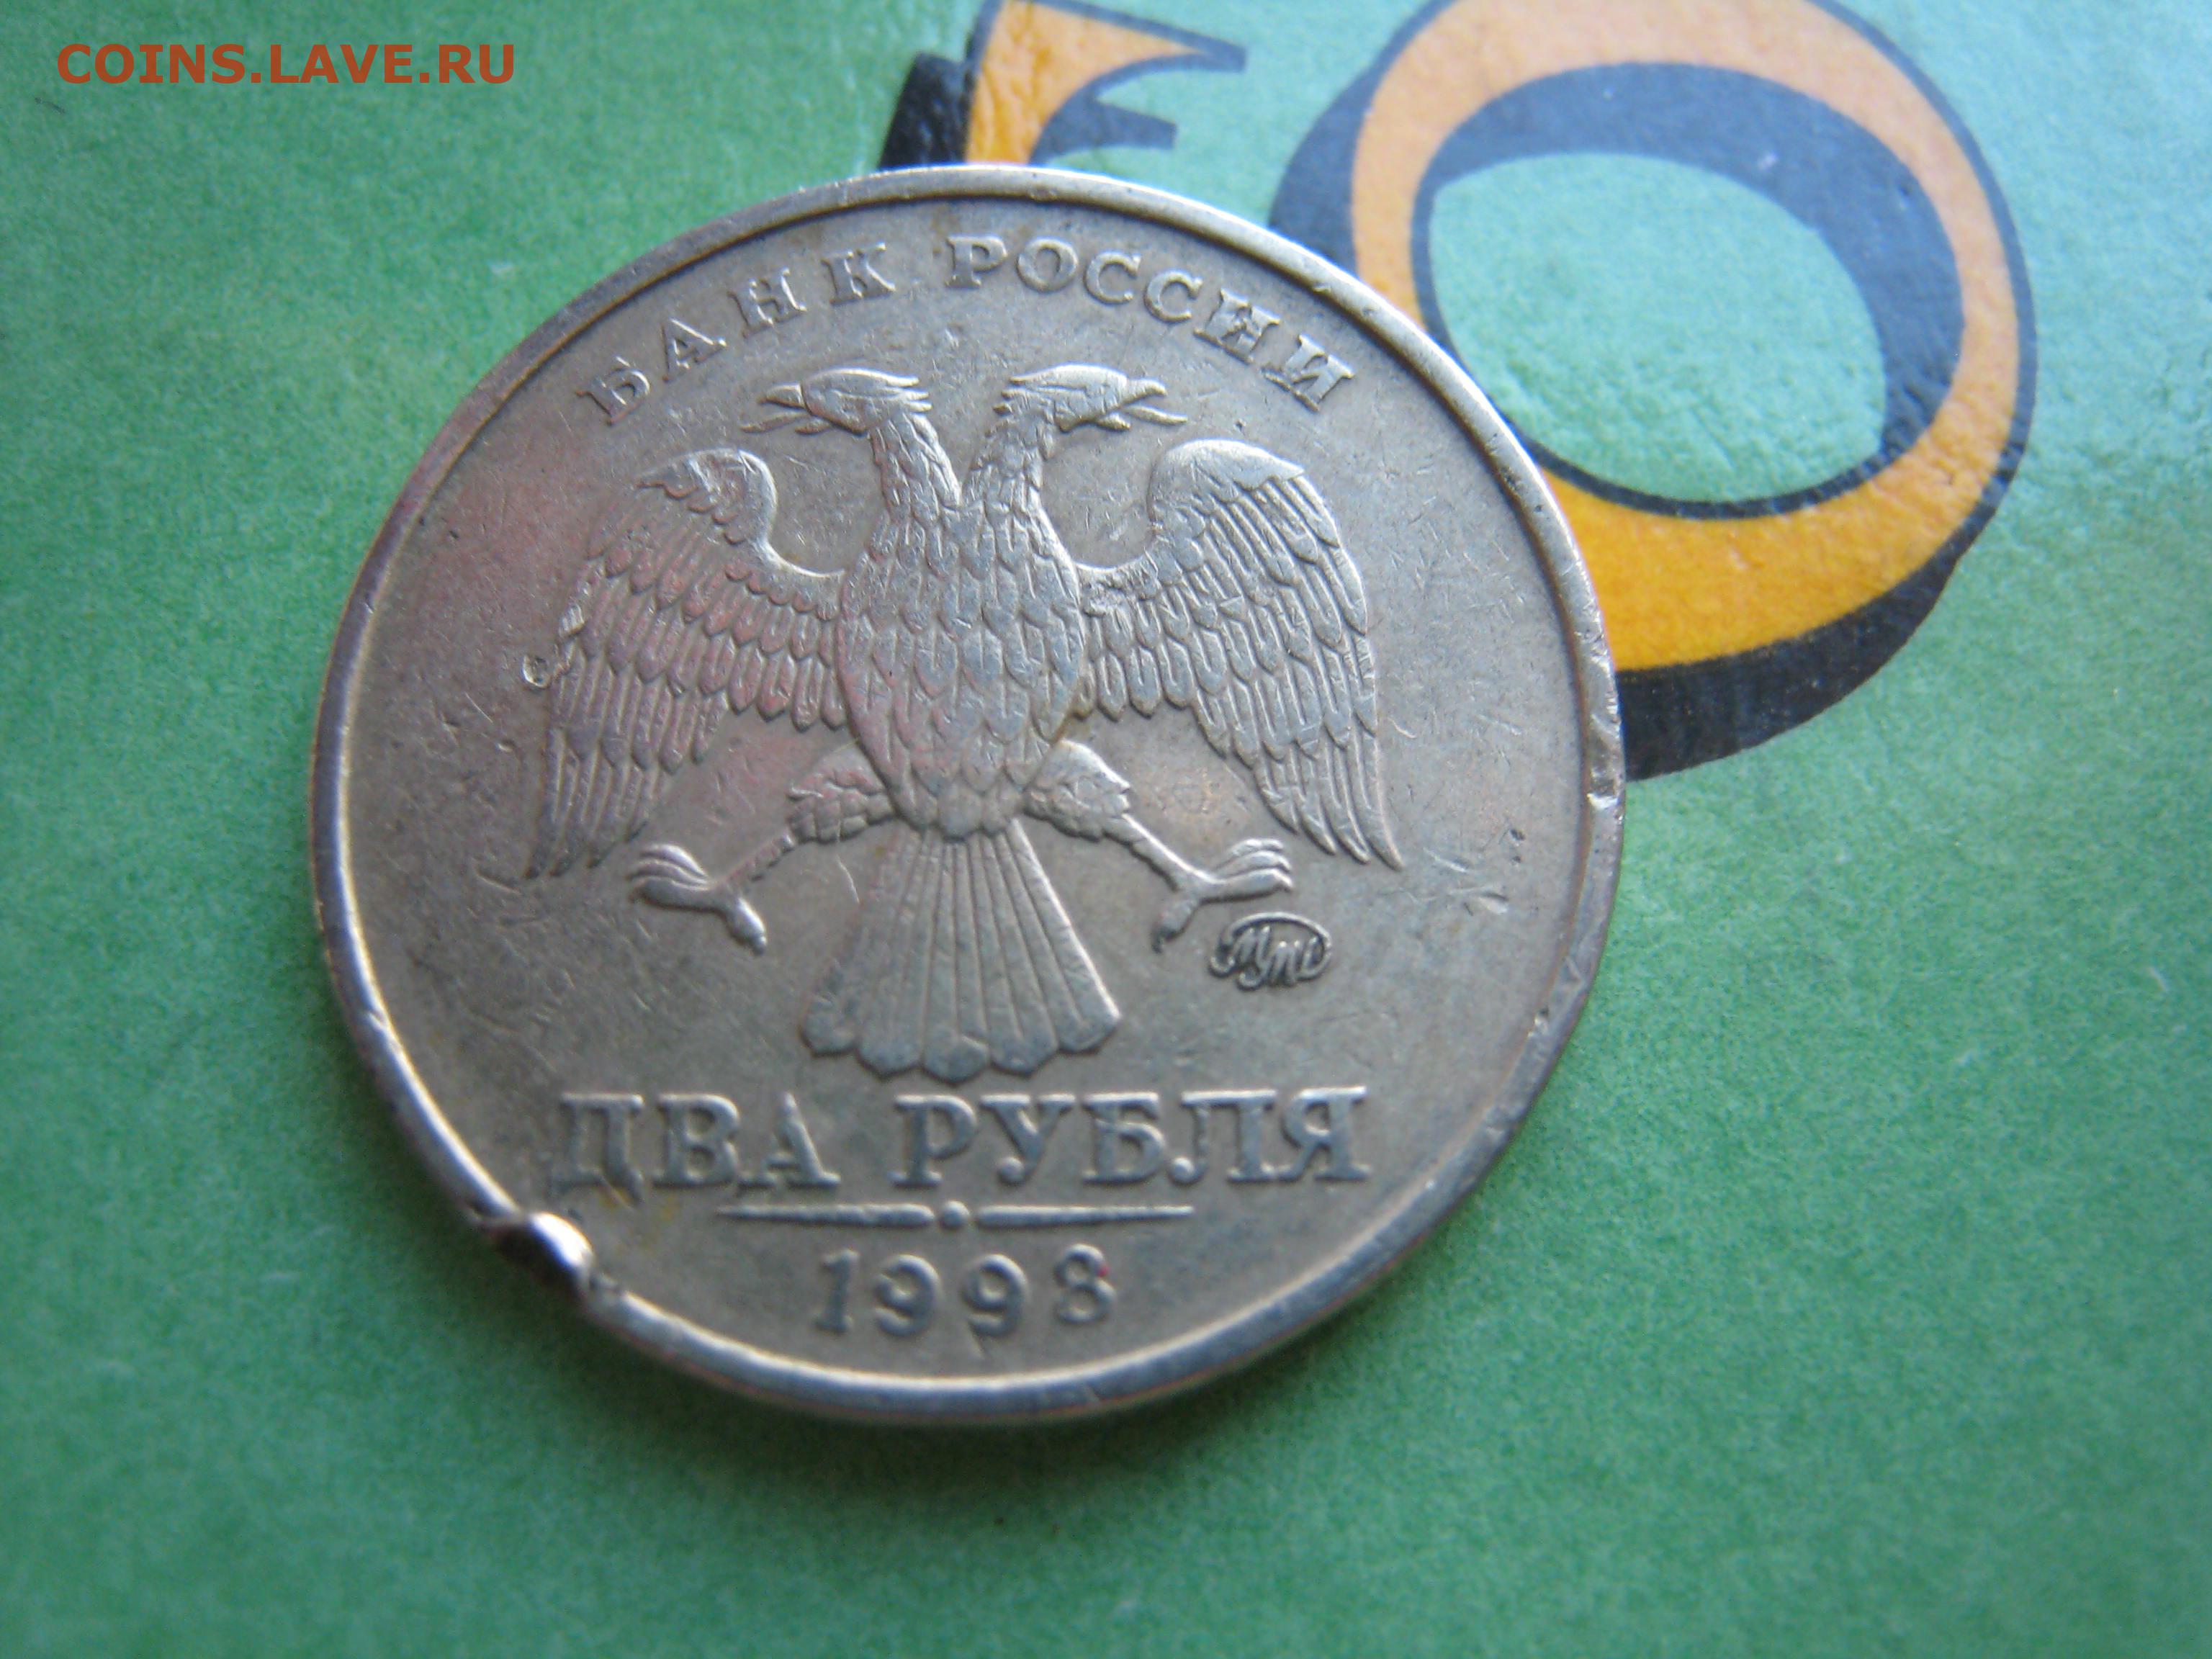 COINS.LAVE.RU
БАНК РОССИИ
ММД
ДВА РУБЛЯ
1998